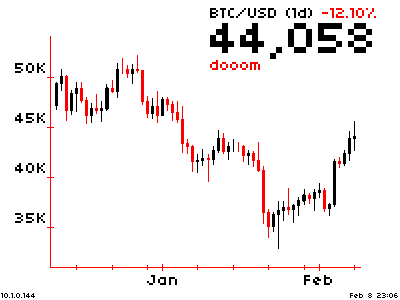 BTC/USD (1d) -12.10%
44,058
dooom
50K
45K
40K
35K
Jan Feb
10.1.0.144 Feb 8 23:06